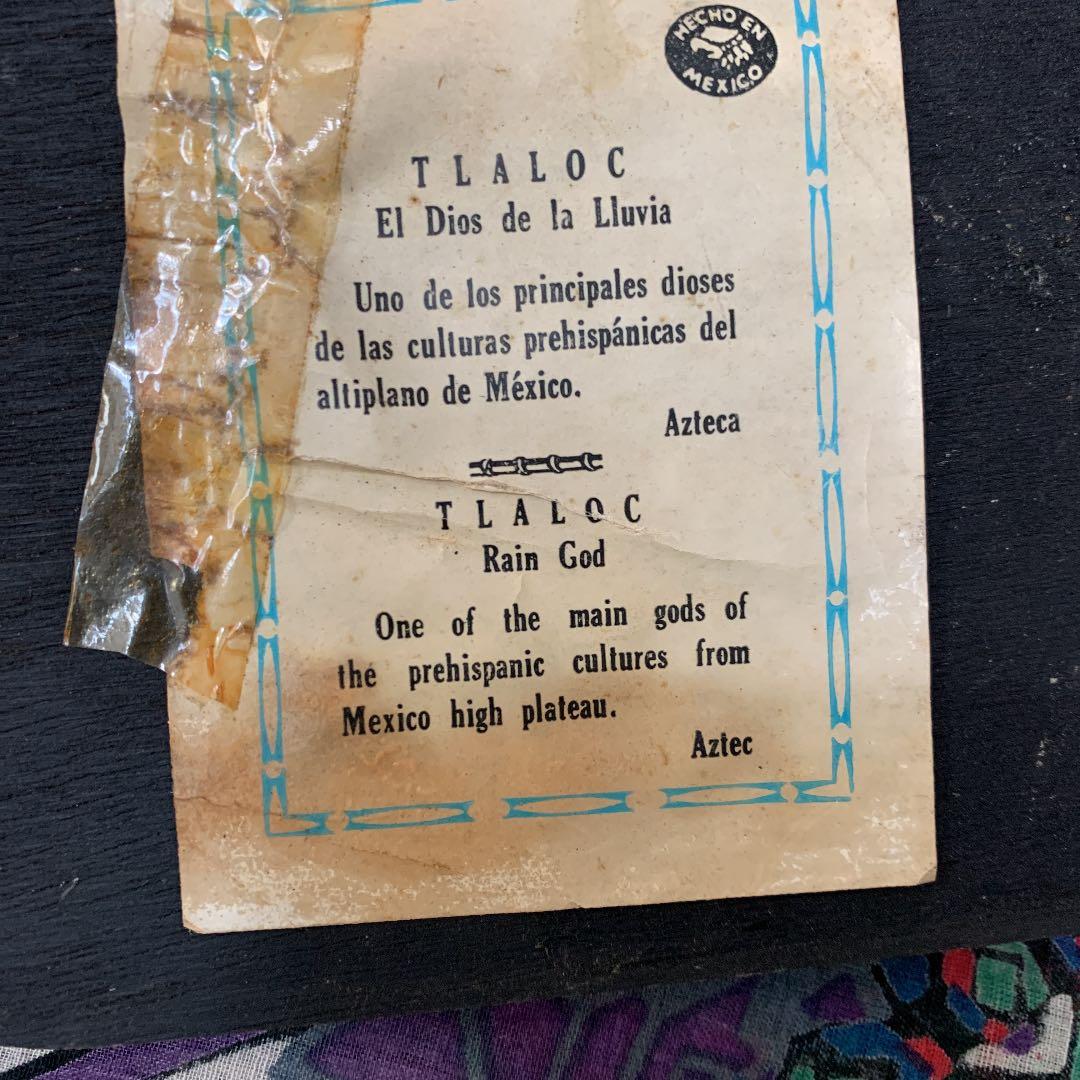 HECHO EN
MEXICO
T L A L O C
El Dios de la Lluvia
Uno de los principales dioses
de las culturas prehispánicas del
altiplano de México.
Azteca
T L A L O C
Rain God
One of the main gods of
the prehispanic cultures from
Mexico high plateau.
Aztec